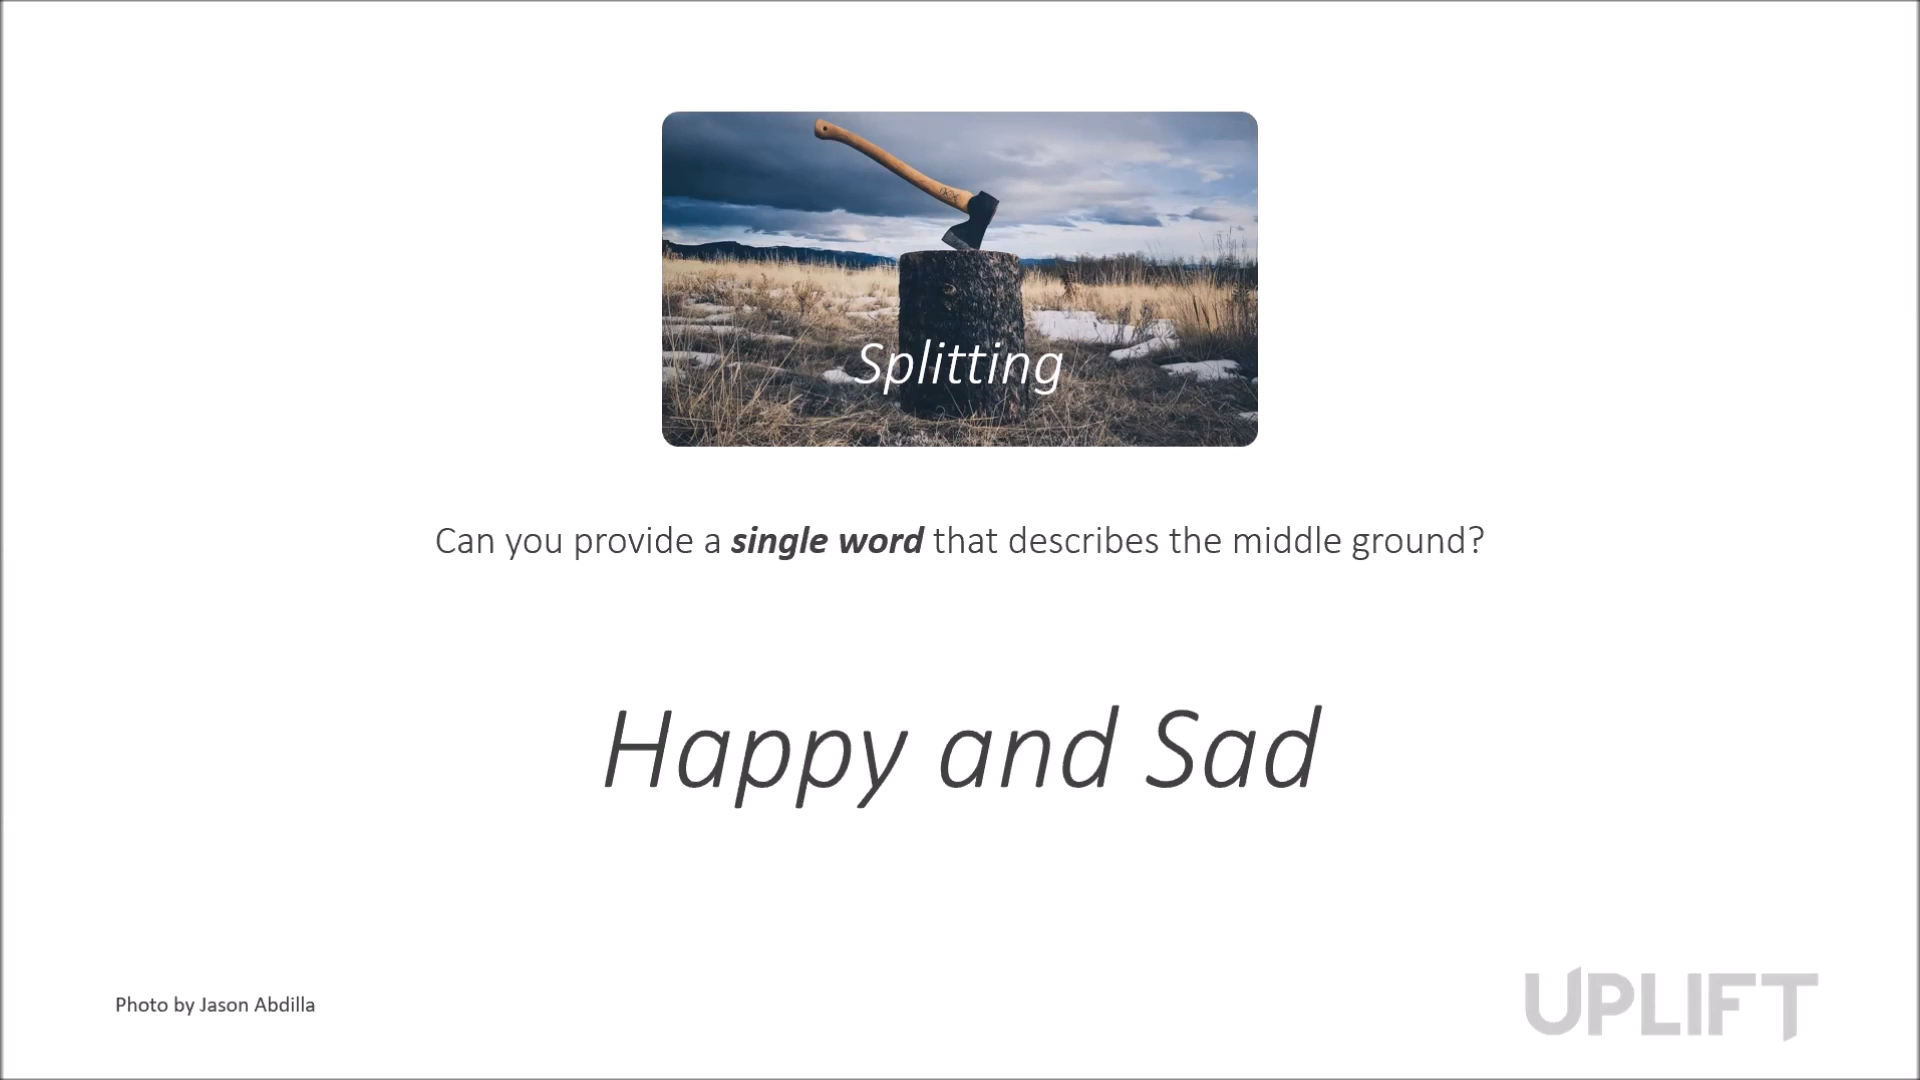 Splitting
Can you provide a single word that describes the middle ground?
Happy and Sad
Photo by Jason Abdilla
UPLIFT